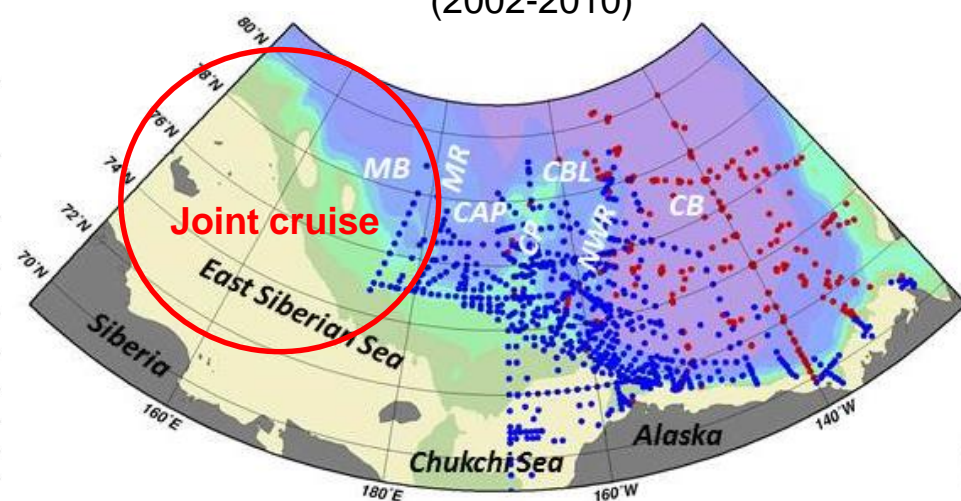 (2002-2010)
80°N
78°N
76°N
74°N
72°N
70°N
MB
MR
CBL
CAP
CP
NWR
CB
Joint cruise
East Siberian Sea
Siberia
Alaska
Chukchi Sea
160°E
180°E
160°W
140°W